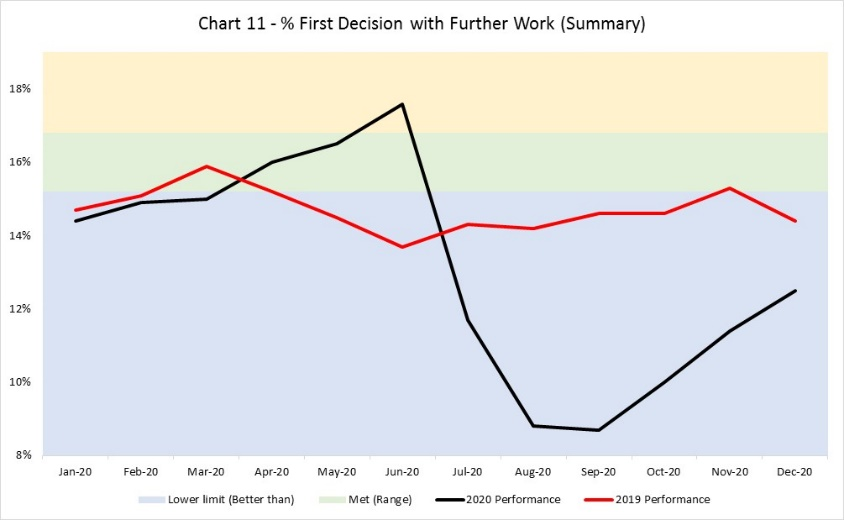 Chart 11 - % First Decision with Further Work (Summary)
18%
16%
14%
12%
10%
8%
Jan-20 Feb-20 Mar-20 Apr-20 May-20 Jun-20 Jul-20 Aug-20 Sep-20 Oct-20 Nov-20 Dec-20
Lower limit (Better than) Met (Range) 2020 Performance 2019 Performance